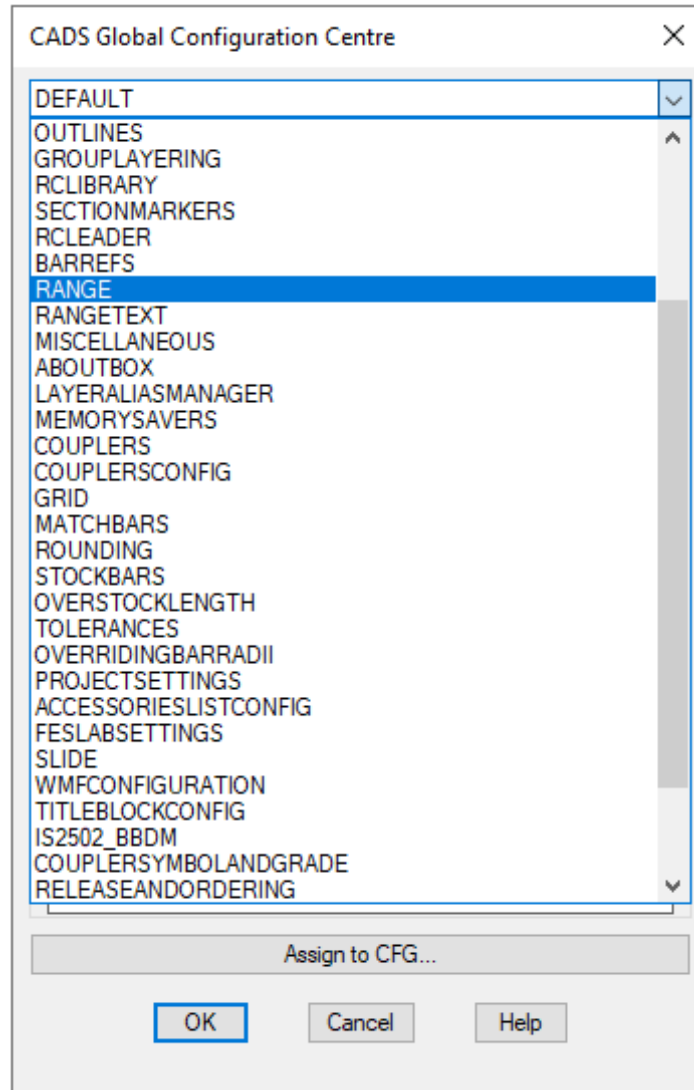 CADS Global Configuration Centre
DEFAULT
OUTLINES
GROUPLAYERING
RCLIBRARY
SECTIONMARKERS
RCLEADER
BARREFS
RANGE
RANGETEXT
MISCELLANEOUS
ABOUTBOX
LAYERALIASMANAGER
MEMORYSAVERS
COUPLERS
COUPLERSCONFIG
GRID
MATCHBARS
ROUNDING
STOCKBARS
OVERSTOCKLENGTH
TOLERANCES
OVERRIDINGBARRADII
PROJECTSETTINGS
ACCESSORIESLISTCONFIG
FESLABSETTINGS
SLIDE
WMFCONFIGURATION
TITLEBLOCKCONFIG
IS2502_BBDM
COUPLERSYMBOLANDGRADE
RELEASEANDORDERING
Assign to CFG...
OK Cancel Help